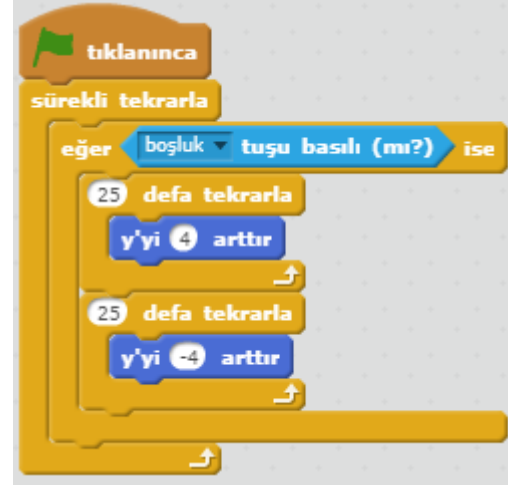 tıklanınca
sürekli tekrarla
eğer boşluk tuşu basılı (mı?) ise
25 defa tekrarla
y'yi 4 arttır
25 defa tekrarla
y'yi -4 arttır